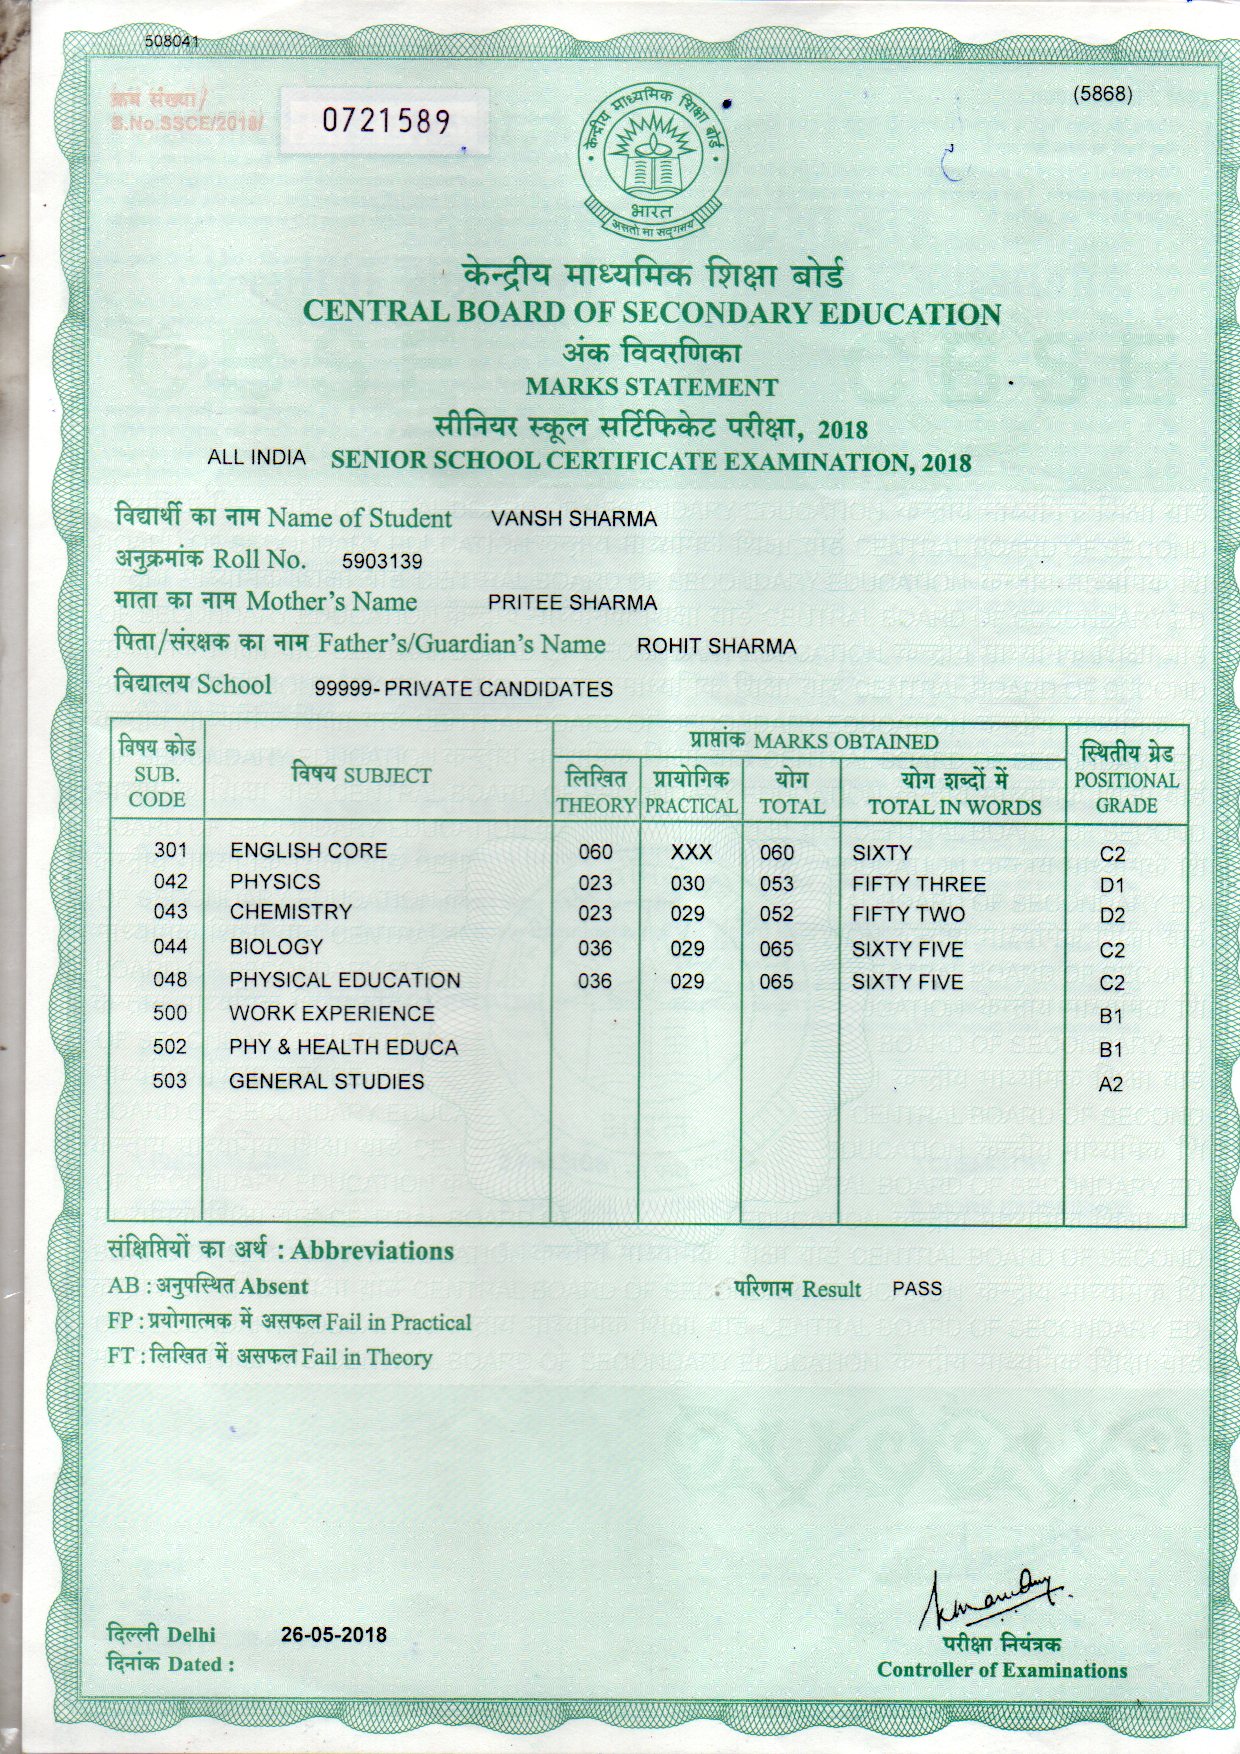 508041
क्रम संख्या/
S.No.SSCE/2018/
0721589
(5868)
केन्द्रीय माध्यमिक शिक्षा बोर्ड
भारत
असतो मा सद्गमय
केन्द्रीय माध्यमिक शिक्षा बोर्ड
CENTRAL BOARD OF SECONDARY EDUCATION
अंक विवरणिका
MARKS STATEMENT
सीनियर स्कूल सर्टिफिकेट परीक्षा, 2018
ALL INDIA SENIOR SCHOOL CERTIFICATE EXAMINATION, 2018
विद्यार्थी का नाम Name of Student VANSH SHARMA
अनुक्रमांक Roll No. 5903139
माता का नाम Mother's Name PRITEE SHARMA
पिता/संरक्षक का नाम Father's/Guardian's Name ROHIT SHARMA
विद्यालय School 99999- PRIVATE CANDIDATES
विषय कोड SUB. CODE विषय SUBJECT प्राप्तांक MARKS OBTAINED स्थितीय ग्रेड POSITIONAL GRADE
लिखित THEORY प्रायोगिक PRACTICAL योग TOTAL योग शब्दों में TOTAL IN WORDS
301 ENGLISH CORE 060 XXX 060 SIXTY C2
042 PHYSICS 023 030 053 FIFTY THREE D1
043 CHEMISTRY 023 029 052 FIFTY TWO D2
044 BIOLOGY 036 029 065 SIXTY FIVE C2
048 PHYSICAL EDUCATION 036 029 065 SIXTY FIVE C2
500 WORK EXPERIENCE B1
502 PHY & HEALTH EDUCA B1
503 GENERAL STUDIES A2
संक्षिप्तियों का अर्थ : Abbreviations
AB : अनुपस्थित Absent परिणाम Result PASS
FP : प्रयोगात्मक में असफल Fail in Practical
FT : लिखित में असफल Fail in Theory
दिल्ली Delhi 26-05-2018
दिनांक Dated :
परीक्षा नियंत्रक
Controller of Examinations